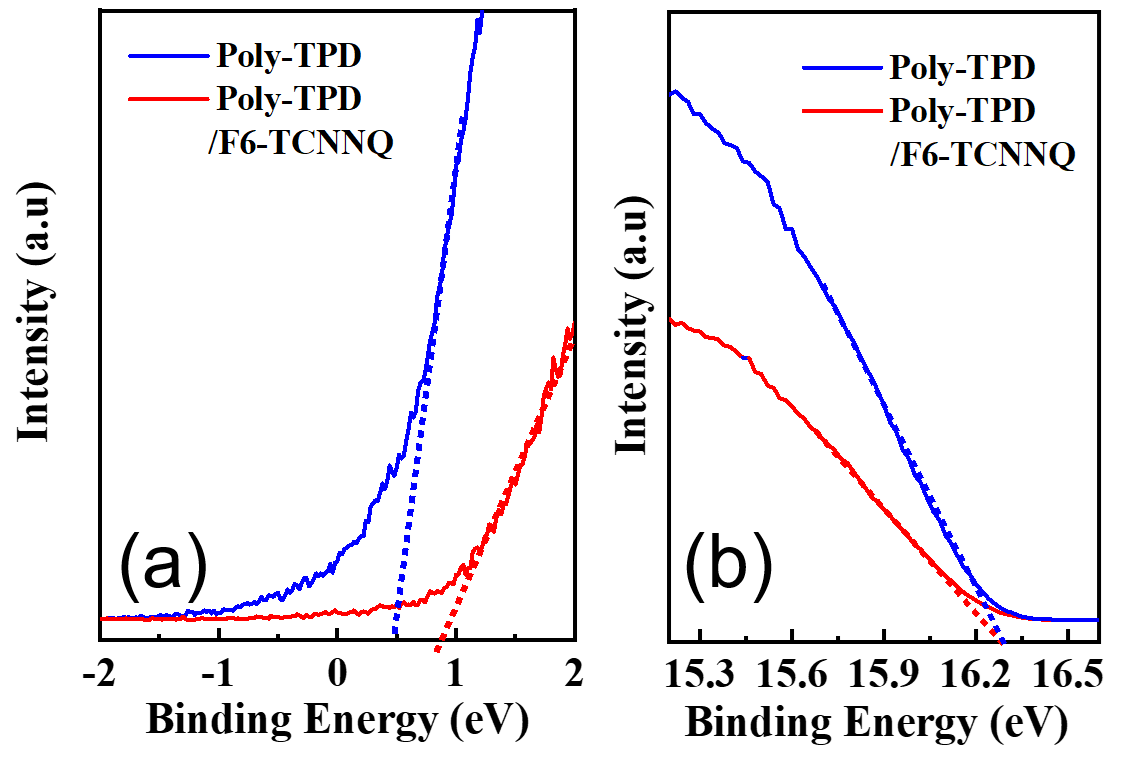 Poly-TPD
Poly-TPD
/F6-TCNNQ
Intensity (a.u)
(a)
-2 -1 0 1 2
Binding Energy (eV)
Poly-TPD
Poly-TPD
/F6-TCNNQ
Intensity (a.u)
(b)
15.3 15.6 15.9 16.2 16.5
Binding Energy (eV)